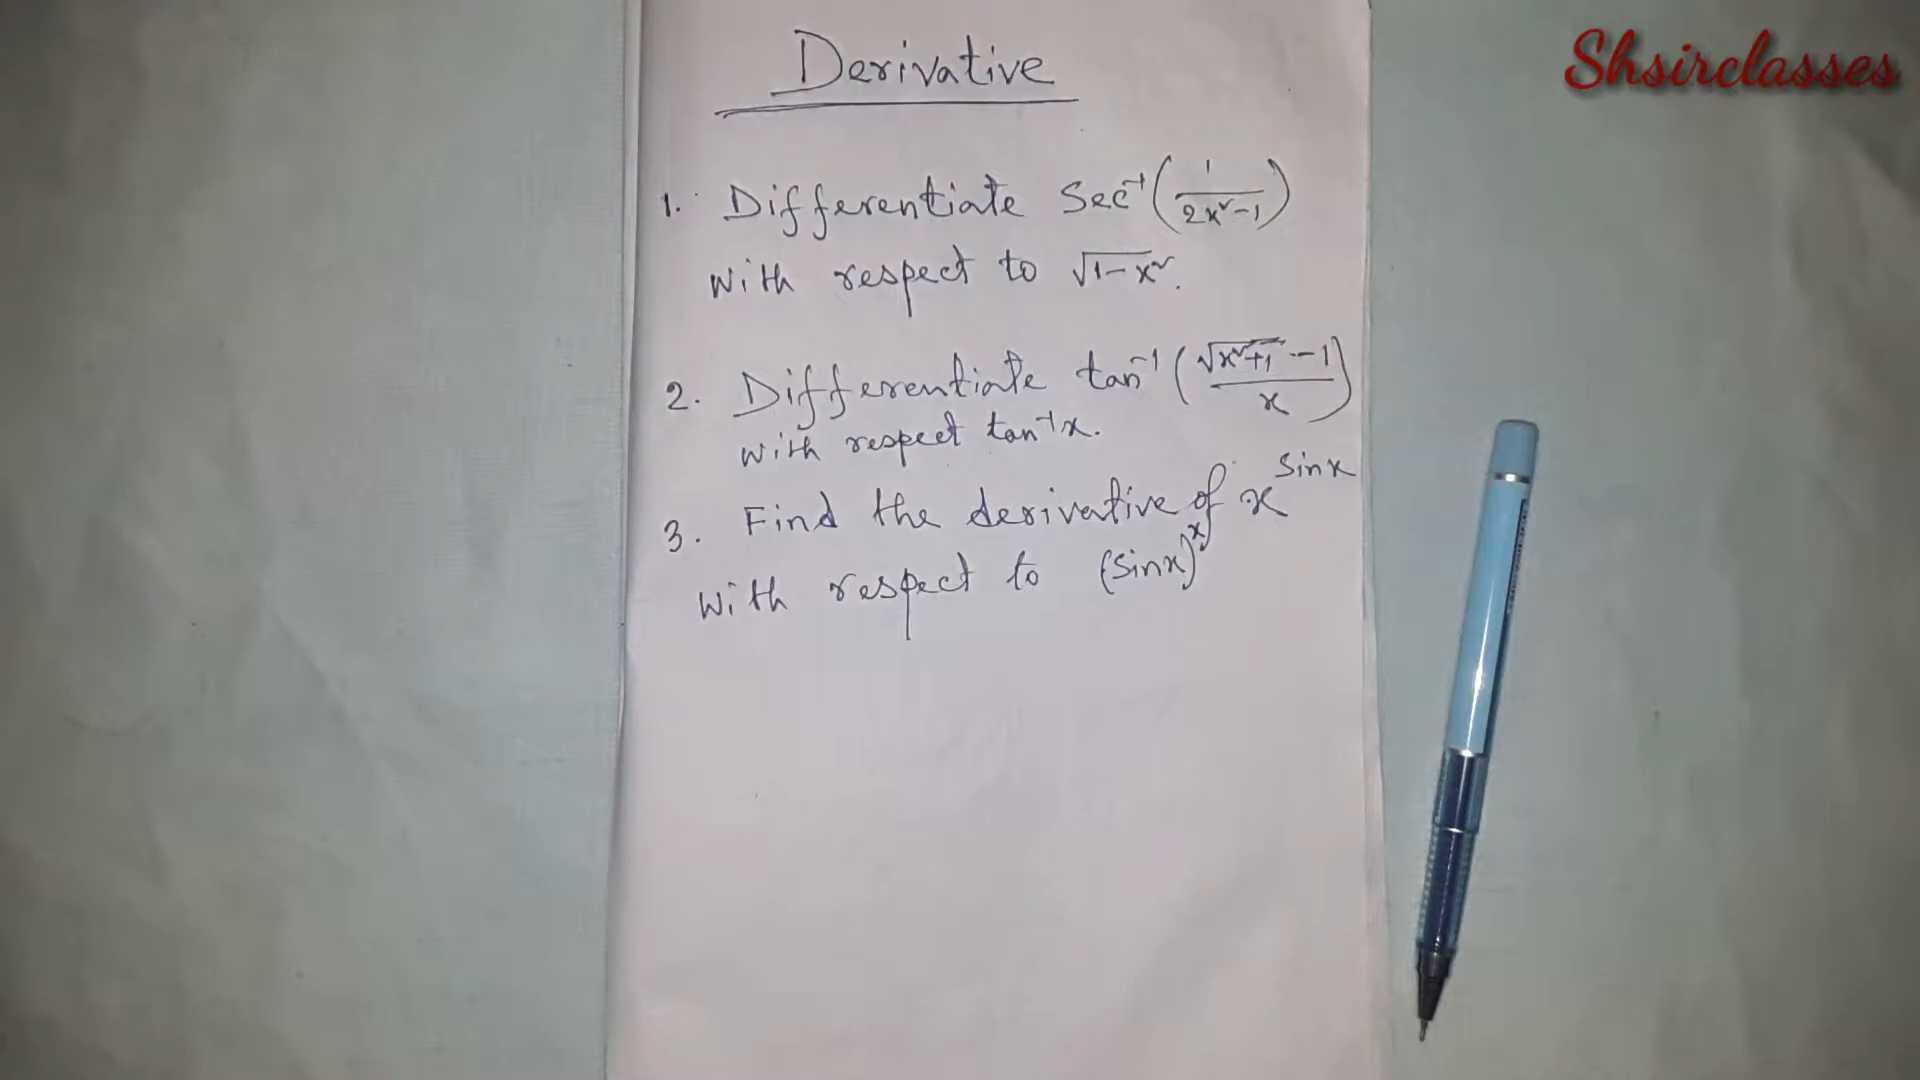 Derivative
Shsirclasses
1. Differentiate Sec⁻¹(1/(2x²-1))
with respect to √(1-x²).
2. Differentiate tan⁻¹((√(x²+1) -1)/x)
with respect tan⁻¹x.
3. Find the derivative of x^(Sinx)
with respect to (Sinx)^x